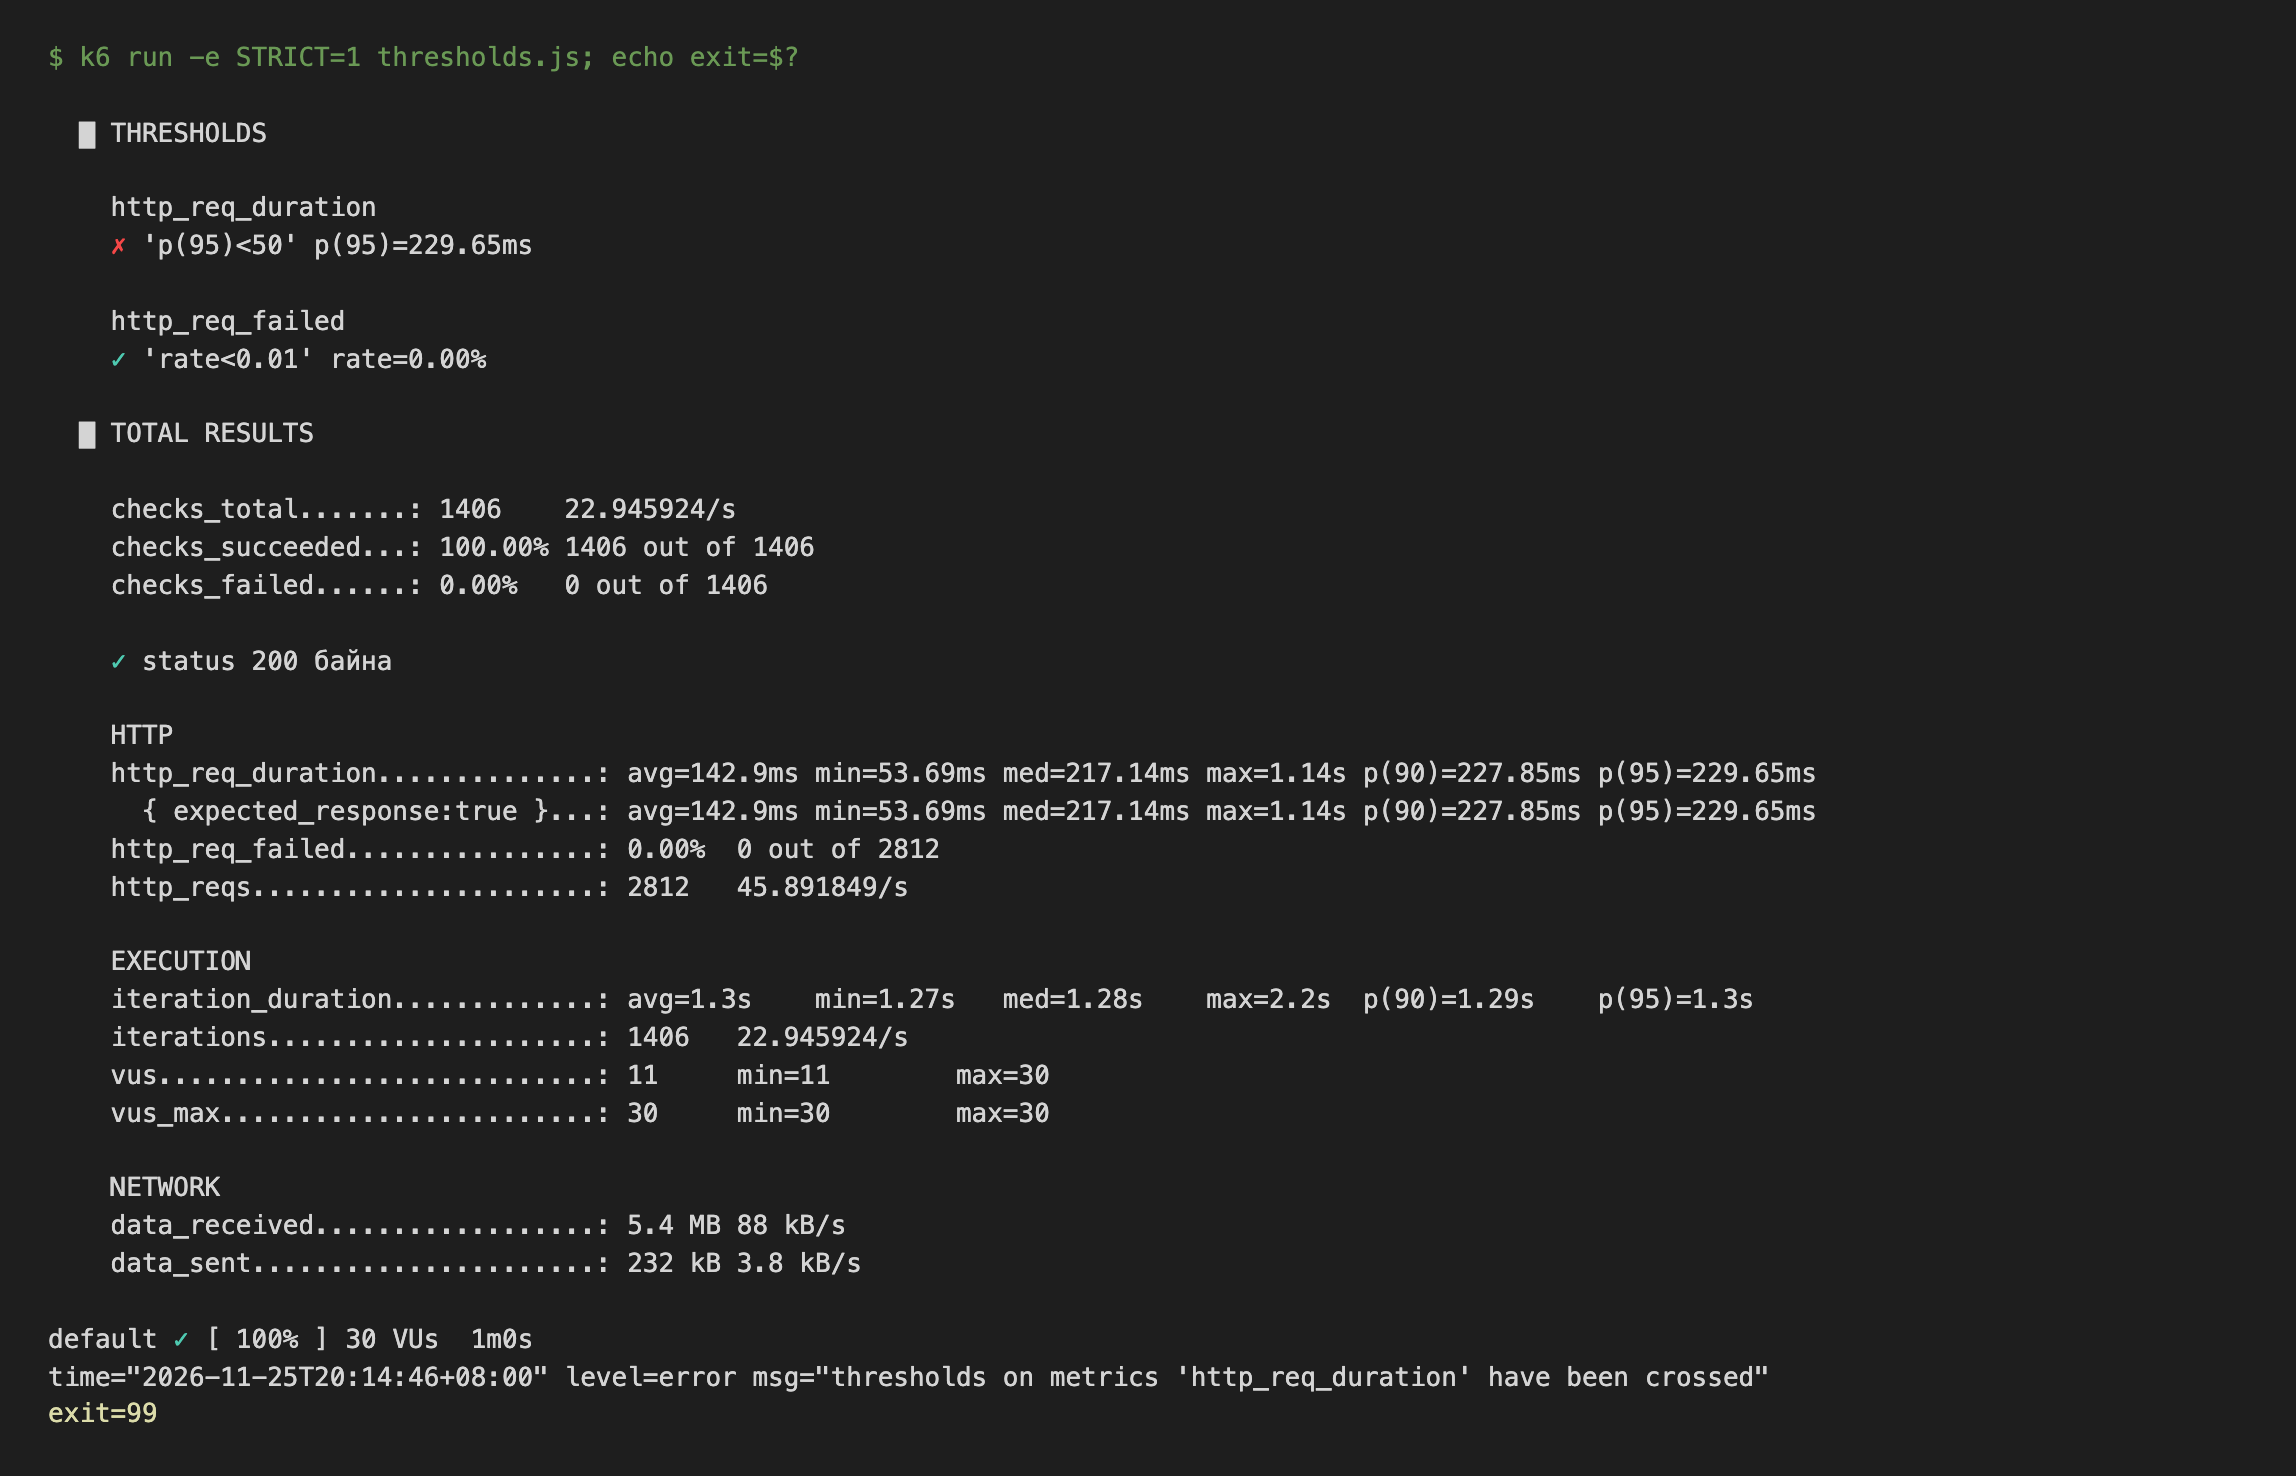 $ k6 run -e STRICT=1 thresholds.js; echo exit=$?
█ THRESHOLDS
http_req_duration
✗ 'p(95)<50' p(95)=229.65ms
http_req_failed
✓ 'rate<0.01' rate=0.00%
█ TOTAL RESULTS
checks_total.......: 1406    22.945924/s
checks_succeeded...: 100.00% 1406 out of 1406
checks_failed......: 0.00%   0 out of 1406
✓ status 200 байна
HTTP
http_req_duration..............: avg=142.9ms min=53.69ms med=217.14ms max=1.14s p(90)=227.85ms p(95)=229.65ms
{ expected_response:true }...: avg=142.9ms min=53.69ms med=217.14ms max=1.14s p(90)=227.85ms p(95)=229.65ms
http_req_failed................: 0.00%  0 out of 2812
http_reqs......................: 2812   45.891849/s
EXECUTION
iteration_duration.............: avg=1.3s    min=1.27s   med=1.28s    max=2.2s  p(90)=1.29s    p(95)=1.3s
iterations.....................: 1406   22.945924/s
vus............................: 11     min=11        max=30
vus_max........................: 30     min=30        max=30
NETWORK
data_received..................: 5.4 MB 88 kB/s
data_sent......................: 232 kB 3.8 kB/s
default ✓ [ 100% ] 30 VUs  1m0s
time="2026-11-25T20:14:46+08:00" level=error msg="thresholds on metrics 'http_req_duration' have been crossed"
exit=99